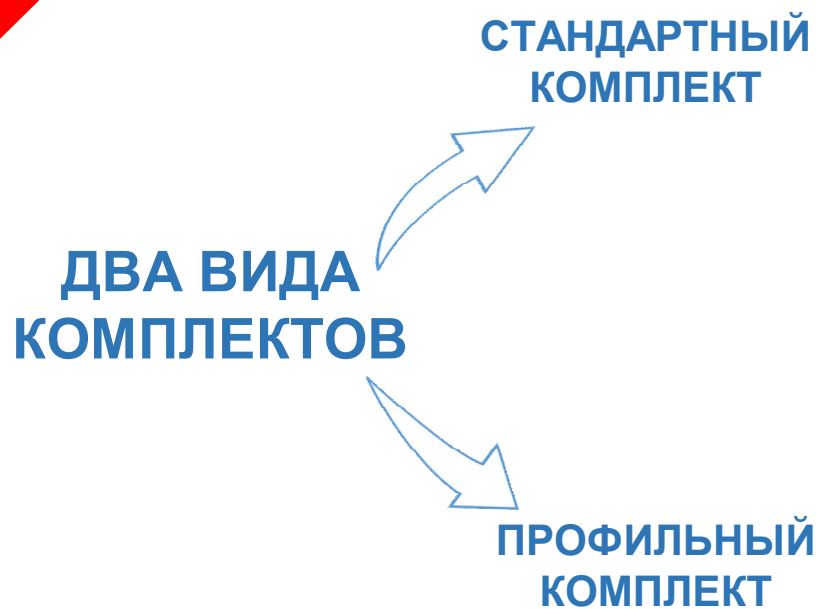 СТАНДАРТНЫЙ
КОМПЛЕКТ
ДВА ВИДА
КОМПЛЕКТОВ
ПРОФИЛЬНЫЙ
КОМПЛЕКТ